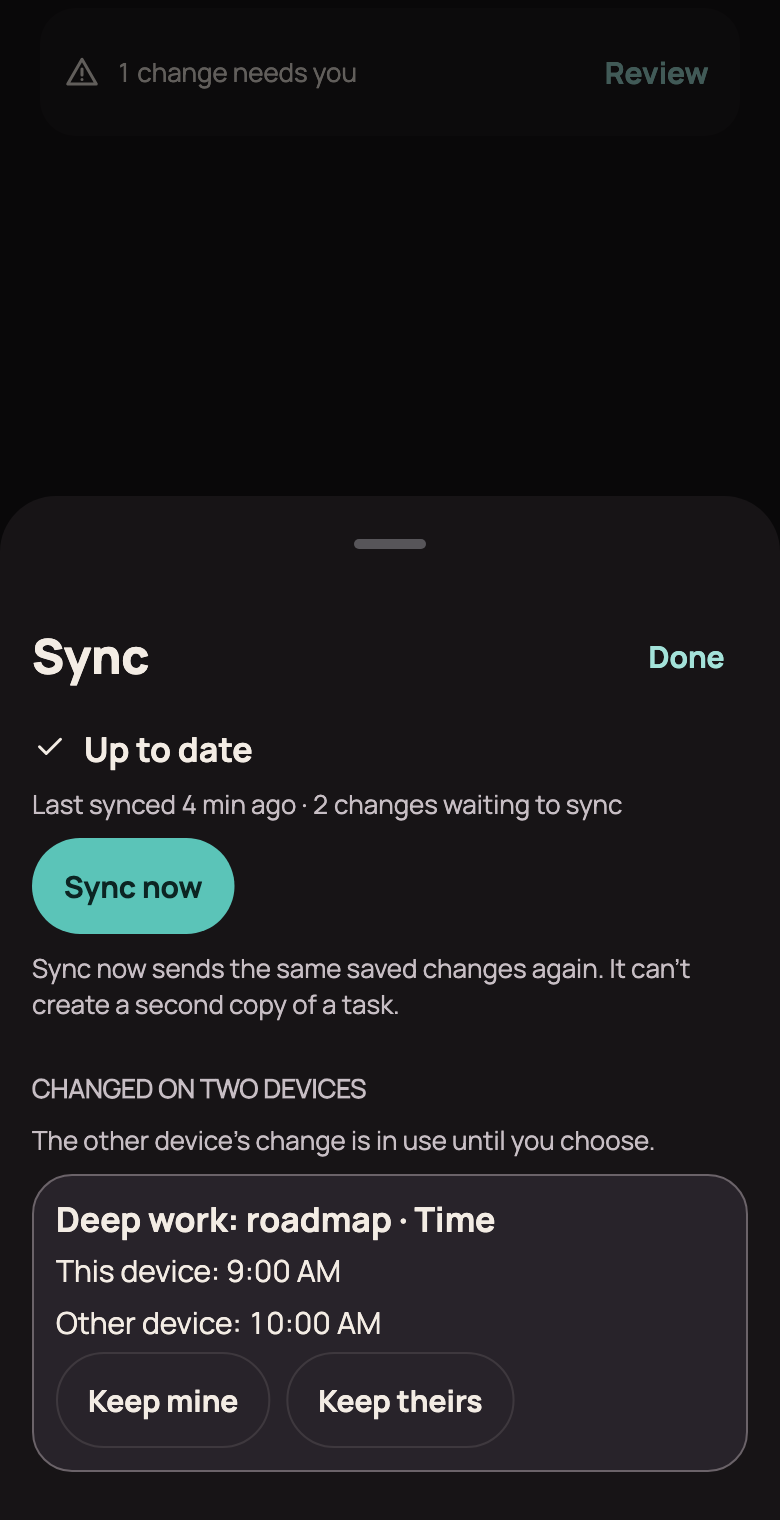 1 change needs you
Review
Sync
Done
Up to date
Last synced 4 min ago · 2 changes waiting to sync
Sync now
Sync now sends the same saved changes again. It can’t
create a second copy of a task.
CHANGED ON TWO DEVICES
The other device’s change is in use until you choose.
Deep work: roadmap · Time
This device: 9:00 AM
Other device: 10:00 AM
Keep mine
Keep theirs